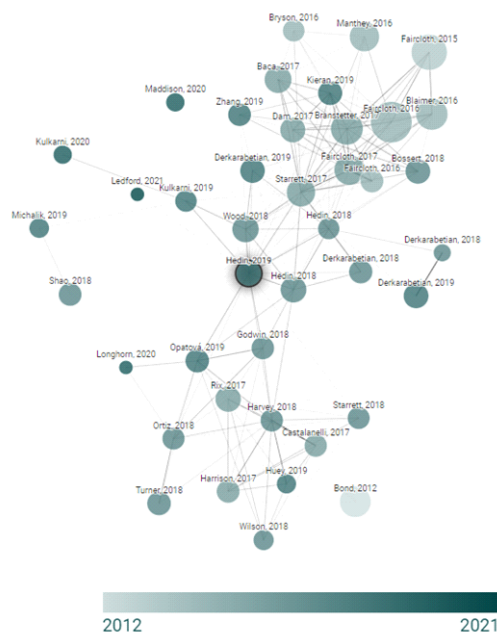 Bryson, 2016
Manthey, 2016
Faircloth, 2015
Baca, 2017
Kieran, 2019
Maddison, 2020
Zhang, 2019
Blaimer, 2016
Faircloth, 2016
Dam, 2017
Branstetter, 2017
Kulkarni, 2020
Derkarabetian, 2019
Faircloth, 2017
Bossert, 2018
Faircloth, 2016
Ledford, 2021
Kulkarni, 2019
Starrett, 2017
Michalik, 2019
Wood, 2018
Hedin, 2018
Derkarabetian, 2018
Hedin, 2019
Derkarabetian, 2018
Shao, 2018
Hedin, 2018
Derkarabetian, 2019
Godwin, 2018
Longhorn, 2020
Opatová, 2019
Rix, 2017
Harvey, 2018
Starrett, 2018
Ortiz, 2018
Castalanelli, 2017
Harrison, 2017
Huey, 2019
Turner, 2018
Bond, 2012
Wilson, 2018
2012
2021